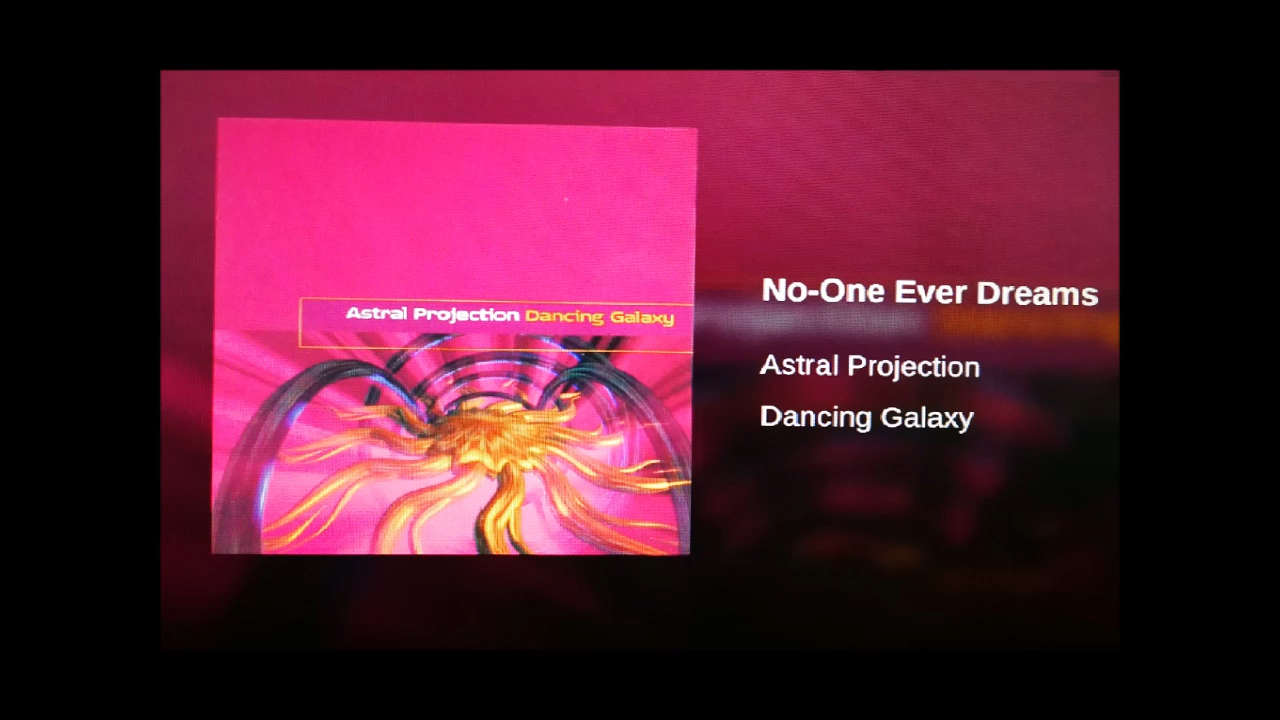 Astral Projection Dancing Galaxy
No-One Ever Dreams
Astral Projection
Dancing Galaxy